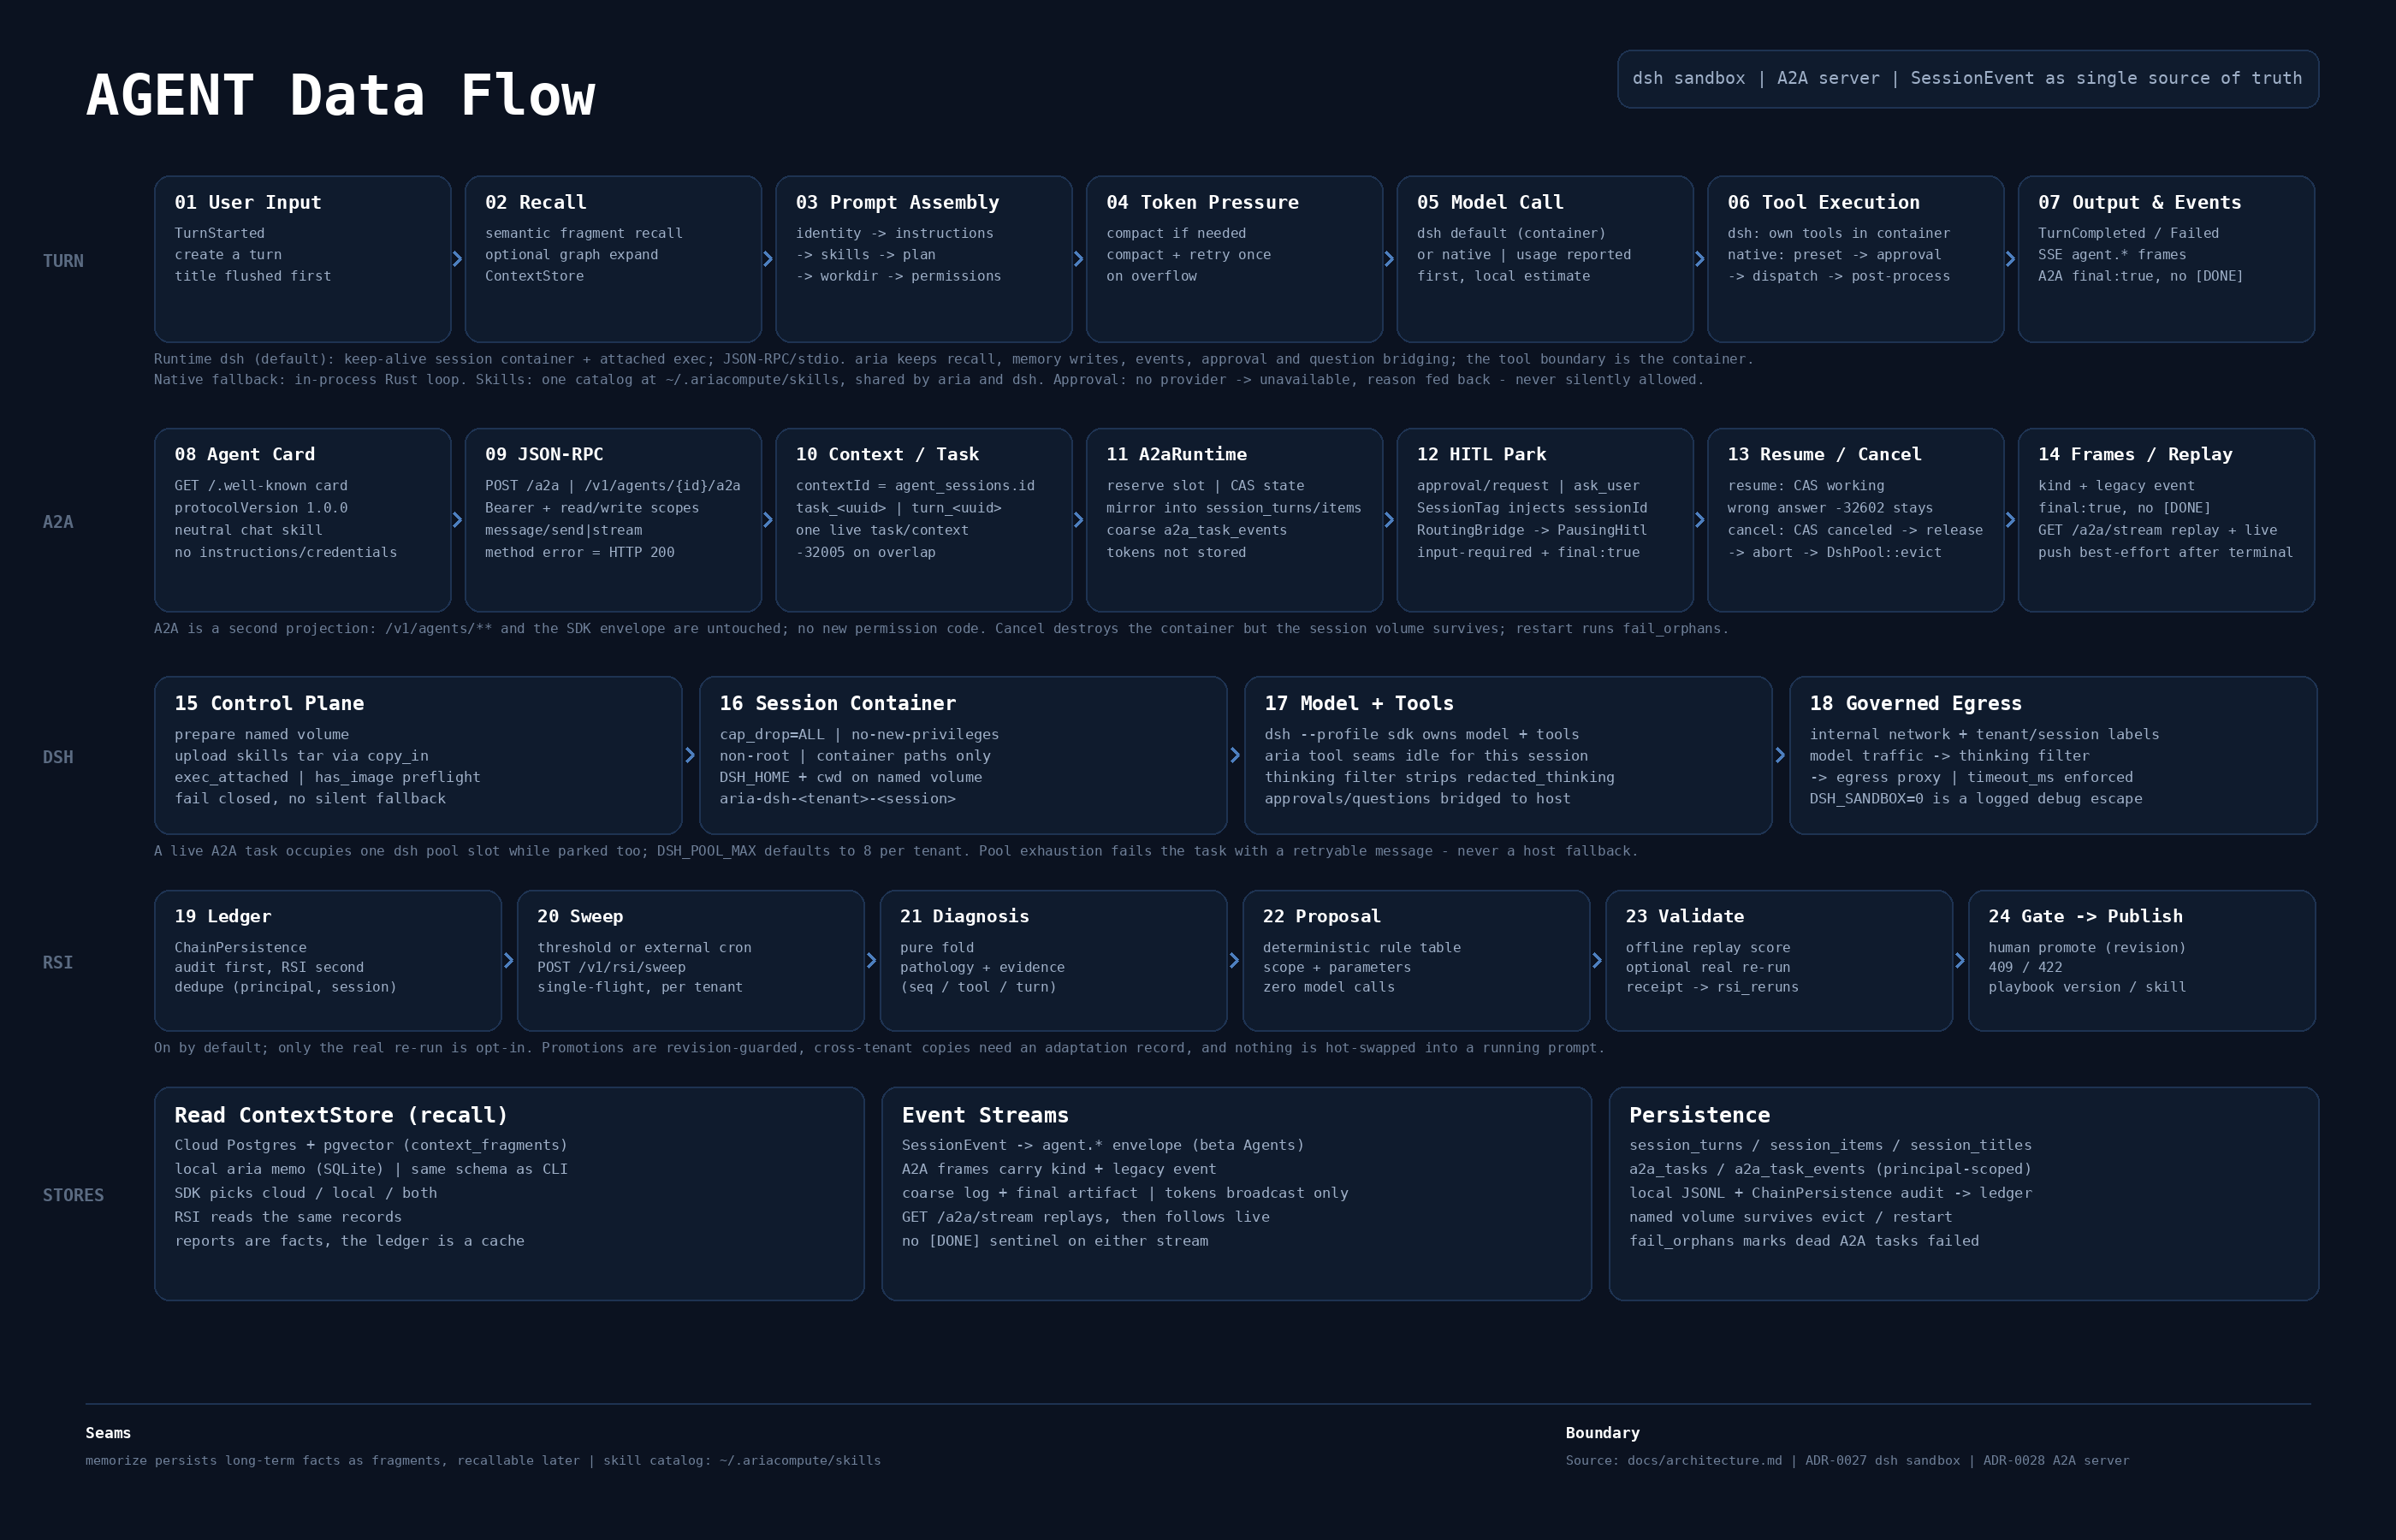 AGENT Data Flow
dsh sandbox | A2A server | SessionEvent as single source of truth
TURN
01 User Input
TurnStarted
create a turn
title flushed first
02 Recall
semantic fragment recall
optional graph expand
ContextStore
03 Prompt Assembly
identity -> instructions
-> skills -> plan
-> workdir -> permissions
04 Token Pressure
compact if needed
compact + retry once
on overflow
05 Model Call
dsh default (container)
or native | usage reported
first, local estimate
06 Tool Execution
dsh: own tools in container
native: preset -> approval
-> dispatch -> post-process
07 Output & Events
TurnCompleted / Failed
SSE agent.* frames
A2A final:true, no [DONE]
Runtime dsh (default): keep-alive session container + attached exec; JSON-RPC/stdio. aria keeps recall, memory writes, events, approval and question bridging; the tool boundary is the container.
Native fallback: in-process Rust loop. Skills: one catalog at ~/.ariacompute/skills, shared by aria and dsh. Approval: no provider -> unavailable, reason fed back - never silently allowed.
A2A
08 Agent Card
GET /.well-known card
protocolVersion 1.0.0
neutral chat skill
no instructions/credentials
09 JSON-RPC
POST /a2a | /v1/agents/{id}/a2a
Bearer + read/write scopes
message/send|stream
method error = HTTP 200
10 Context / Task
contextId = agent_sessions.id
task_<uuid> | turn_<uuid>
one live task/context
-32005 on overlap
11 A2aRuntime
reserve slot | CAS state
mirror into session_turns/items
coarse a2a_task_events
tokens not stored
12 HITL Park
approval/request | ask_user
SessionTag injects sessionId
RoutingBridge -> PausingHitl
input-required + final:true
13 Resume / Cancel
resume: CAS working
wrong answer -32602 stays
cancel: CAS canceled -> release
-> abort -> DshPool::evict
14 Frames / Replay
kind + legacy event
final:true, no [DONE]
GET /a2a/stream replay + live
push best-effort after terminal
A2A is a second projection: /v1/agents/** and the SDK envelope are untouched; no new permission code. Cancel destroys the container but the session volume survives; restart runs fail_orphans.
DSH
15 Control Plane
prepare named volume
upload skills tar via copy_in
exec_attached | has_image preflight
fail closed, no silent fallback
16 Session Container
cap_drop=ALL | no-new-privileges
non-root | container paths only
DSH_HOME + cwd on named volume
aria-dsh-<tenant>-<session>
17 Model + Tools
dsh --profile sdk owns model + tools
aria tool seams idle for this session
thinking filter strips redacted_thinking
approvals/questions bridged to host
18 Governed Egress
internal network + tenant/session labels
model traffic -> thinking filter
-> egress proxy | timeout_ms enforced
DSH_SANDBOX=0 is a logged debug escape
A live A2A task occupies one dsh pool slot while parked too; DSH_POOL_MAX defaults to 8 per tenant. Pool exhaustion fails the task with a retryable message - never a host fallback.
RSI
19 Ledger
ChainPersistence
audit first, RSI second
dedupe (principal, session)
20 Sweep
threshold or external cron
POST /v1/rsi/sweep
single-flight, per tenant
21 Diagnosis
pure fold
pathology + evidence
(seq / tool / turn)
22 Proposal
deterministic rule table
scope + parameters
zero model calls
23 Validate
offline replay score
optional real re-run
receipt -> rsi_reruns
24 Gate -> Publish
human promote (revision)
409 / 422
playbook version / skill
On by default; only the real re-run is opt-in. Promotions are revision-guarded, cross-tenant copies need an adaptation record, and nothing is hot-swapped into a running prompt.
STORES
Read ContextStore (recall)
Cloud Postgres + pgvector (context_fragments)
local aria memo (SQLite) | same schema as CLI
SDK picks cloud / local / both
RSI reads the same records
reports are facts, the ledger is a cache
Event Streams
SessionEvent -> agent.* envelope (beta Agents)
A2A frames carry kind + legacy event
coarse log + final artifact | tokens broadcast only
GET /a2a/stream replays, then follows live
no [DONE] sentinel on either stream
Persistence
session_turns / session_items / session_titles
a2a_tasks / a2a_task_events (principal-scoped)
local JSONL + ChainPersistence audit -> ledger
named volume survives evict / restart
fail_orphans marks dead A2A tasks failed
Seams
memorize persists long-term facts as fragments, recallable later | skill catalog: ~/.ariacompute/skills
Boundary
Source: docs/architecture.md | ADR-0027 dsh sandbox | ADR-0028 A2A server